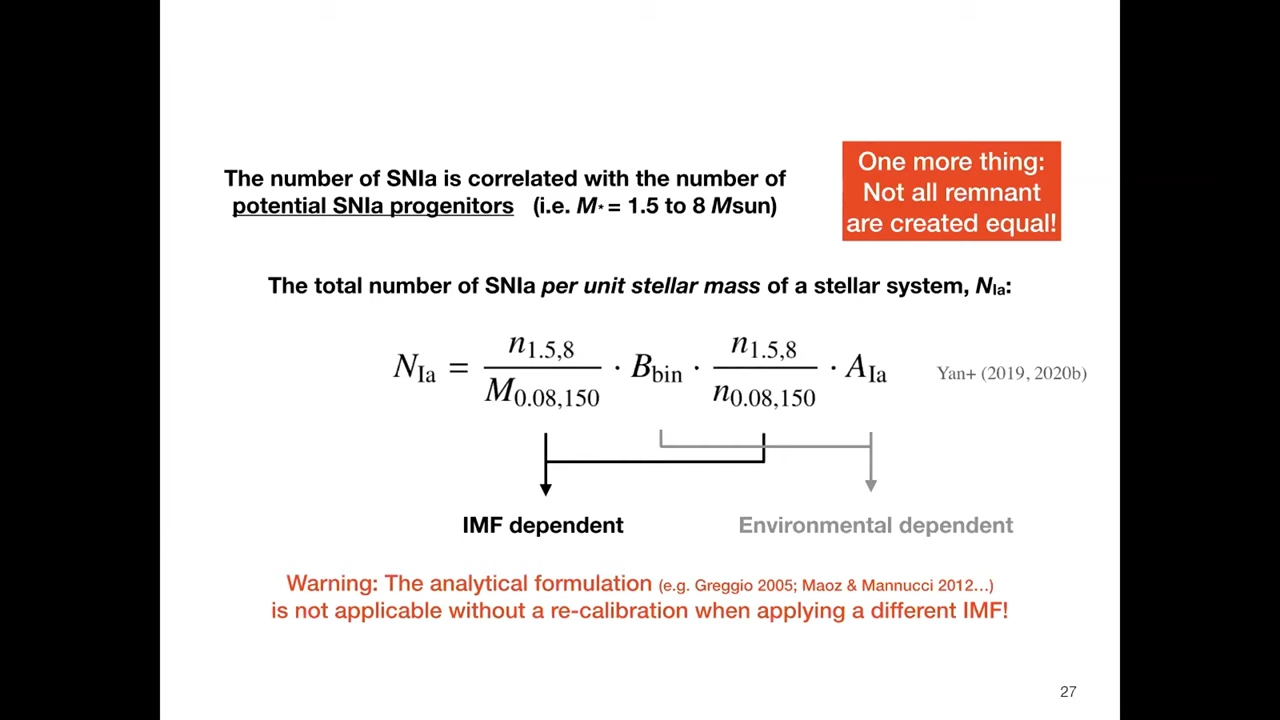 The number of SNIa is correlated with the number of
potential SNIa progenitors (i.e. M* = 1.5 to 8 Msun)
One more thing:
Not all remnant
are created equal!
The total number of SNIa per unit stellar mass of a stellar system, N_Ia:
N_Ia = n_1.5,8 / M_0.08,150 · B_bin · n_1.5,8 / n_0.08,150 · A_Ia
Yan+ (2019, 2020b)
IMF dependent
Environmental dependent
Warning: The analytical formulation (e.g. Greggio 2005; Maoz & Mannucci 2012…)
is not applicable without a re-calibration when applying a different IMF!
27